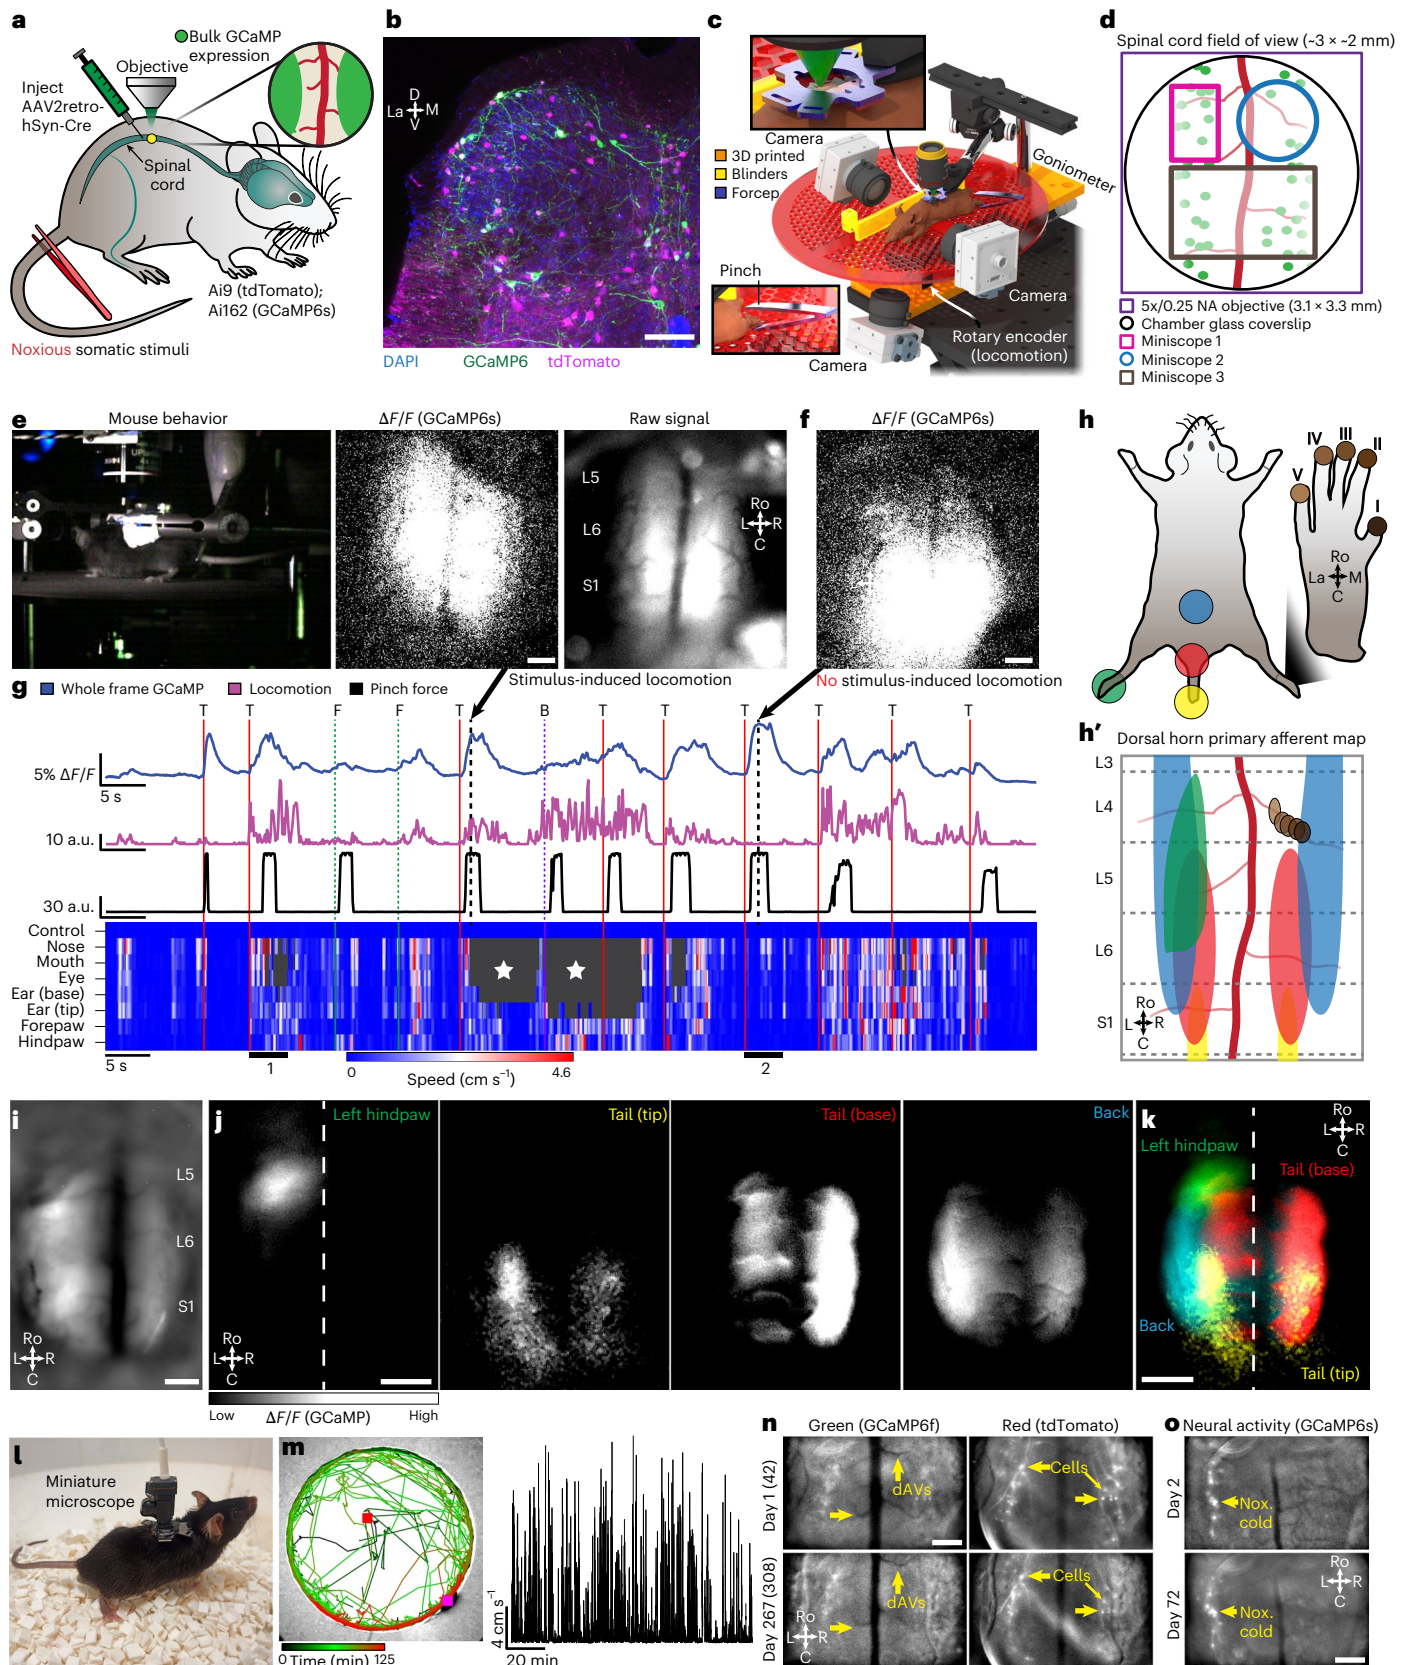 a
Bulk GCaMP
expression
Objective
Inject
AAV2retro-
hSyn-Cre
Spinal
cord
Ai9 (tdTomato);
Ai162 (GCaMP6s)
Noxious somatic stimuli
b
D
La M
V
DAPI GCaMP6 tdTomato
c
Camera
3D printed
Blinders
Forcep
Goniometer
Pinch
Camera
Rotary encoder
(locomotion)
Camera
d
Spinal cord field of view (~3 × ~2 mm)
5x/0.25 NA objective (3.1 × 3.3 mm)
Chamber glass coverslip
Miniscope 1
Miniscope 2
Miniscope 3
e
Mouse behavior
ΔF/F (GCaMP6s)
Raw signal
L5
L6
S1
Ro
L R
C
Stimulus-induced locomotion
f
ΔF/F (GCaMP6s)
No stimulus-induced locomotion
g
Whole frame GCaMP Locomotion Pinch force
T T F F T B T T T T T T
5% ΔF/F
5 s
10 a.u.
30 a.u.
Control
Nose
Mouth
Eye
Ear (base)
Ear (tip)
Forepaw
Hindpaw
5 s
1
0 4.6
Speed (cm s⁻¹)
2
h
V IV III II I
Ro
La M
C
h′
Dorsal horn primary afferent map
L3
L4
L5
L6
S1
Ro
L R
C
i
L5
L6
S1
Ro
L R
C
j
Left hindpaw
Ro
L R
C
Tail (tip)
Tail (base)
Back
Low ΔF/F (GCaMP) High
k
Ro
L R
C
Left hindpaw
Tail (base)
Back
Tail (tip)
l
Miniature
microscope
m
0 Time (min) 125
4 cm s⁻¹
20 min
n
Green (GCaMP6f) Red (tdTomato)
Day 1 (42)
dAVs
Cells
Day 267 (308)
dAVs
Cells
Ro
L R
C
o
Neural activity (GCaMP6s)
Day 2
Nox.
cold
Day 72
Nox.
cold
Ro
L R
C